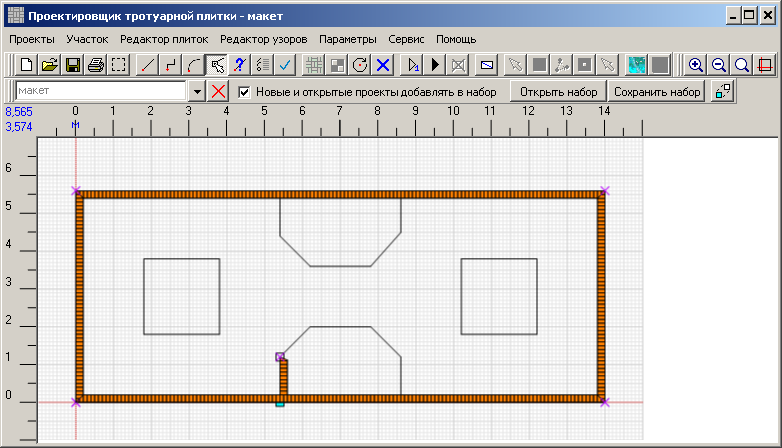 Проектировщик тротуарной плитки - макет
Проекты Участок Редактор плиток Редактор узоров Параметры Сервис Помощь
макет Новые и открытые проекты добавлять в набор Открыть набор Сохранить набор
8,565 0 1 2 3 4 5 6 7 8 9 10 11 12 13 14
3,574 м
6
5
4
3
2
1
0